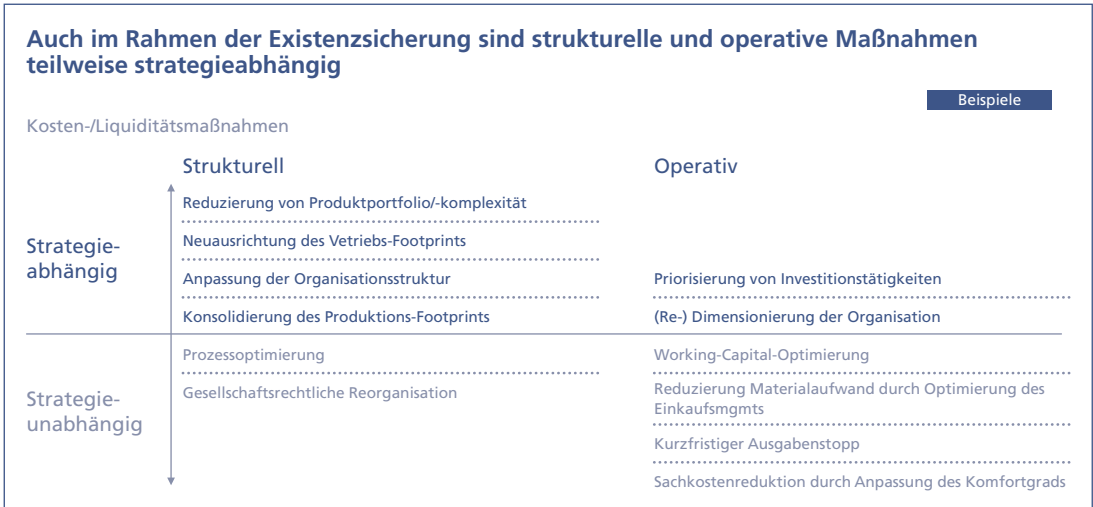 Auch im Rahmen der Existenzsicherung sind strukturelle und operative Maßnahmen
teilweise strategieabhängig
Beispiele
Kosten-/Liquiditätsmaßnahmen
Strukturell
Operativ
Strategie-
abhängig
Reduzierung von Produktportfolio/-komplexität
Neuausrichtung des Vetriebs-Footprints
Anpassung der Organisationsstruktur
Konsolidierung des Produktions-Footprints
Priorisierung von Investitionstätigkeiten
(Re-) Dimensionierung der Organisation
Strategie-
unabhängig
Prozessoptimierung
Gesellschaftsrechtliche Reorganisation
Working-Capital-Optimierung
Reduzierung Materialaufwand durch Optimierung des
Einkaufsmgmts
Kurzfristiger Ausgabenstopp
Sachkostenreduktion durch Anpassung des Komfortgrads